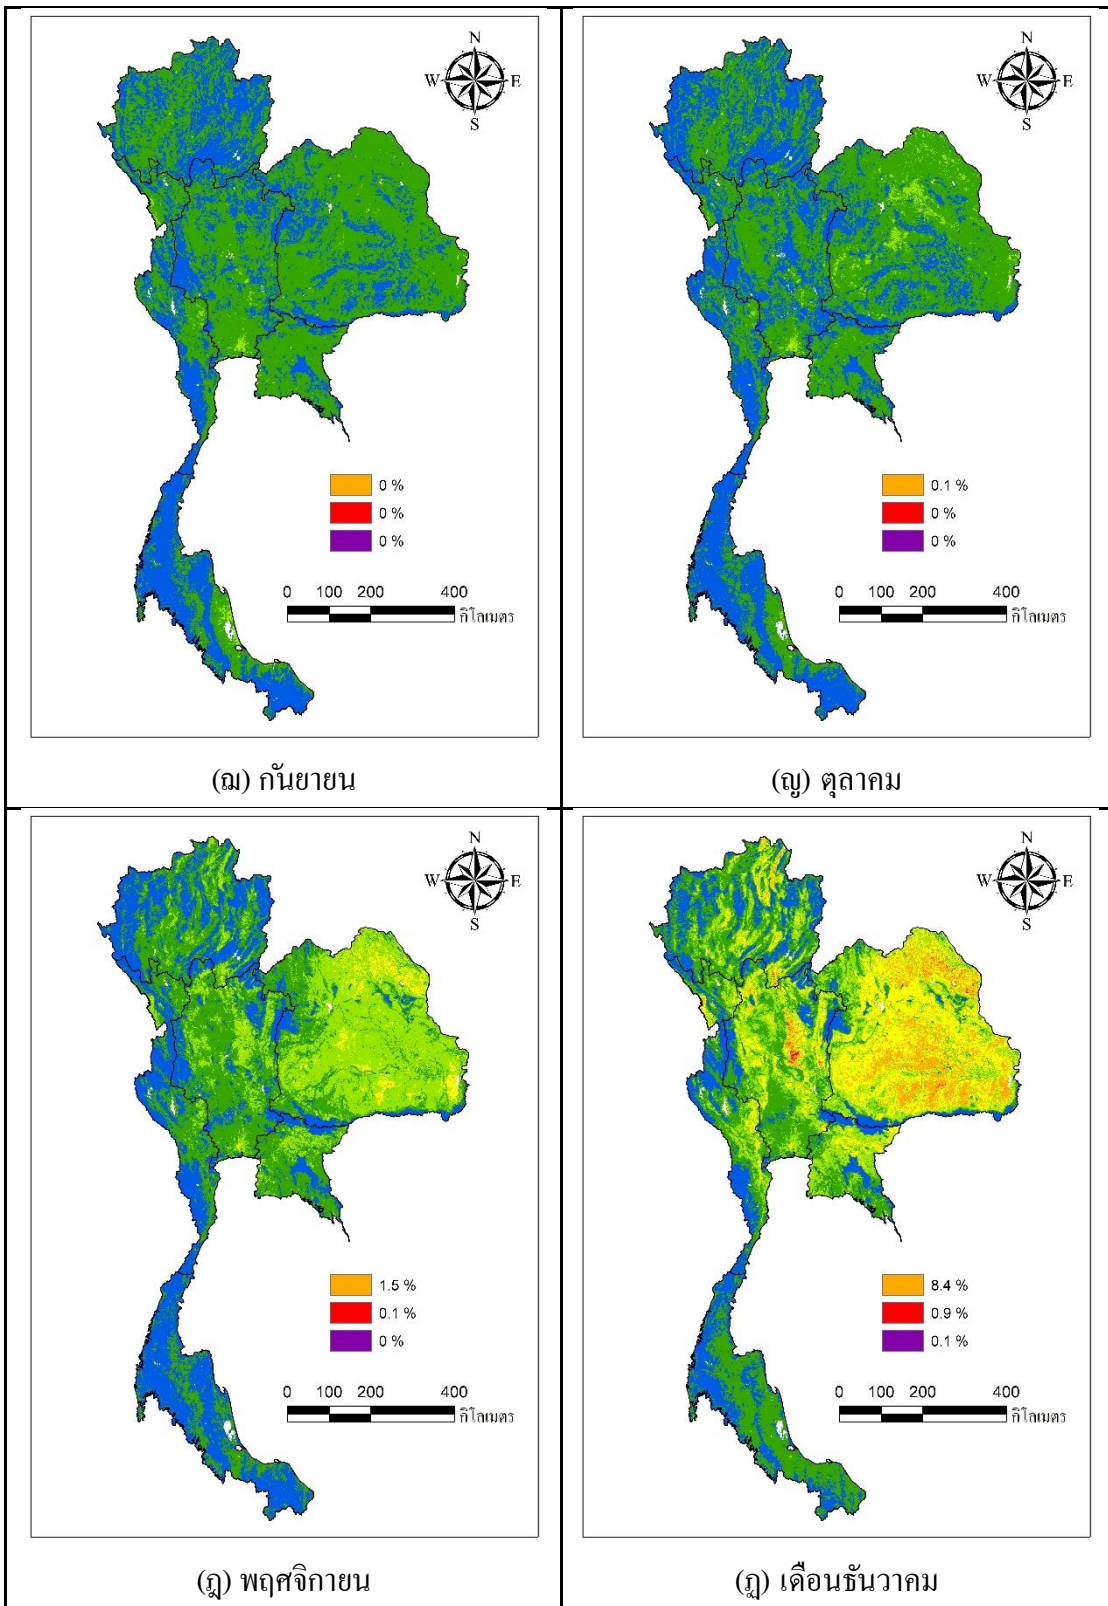 N
W E
S
0 %
0 %
0 %
0 100 200 400
กิโลเมตร
(ฌ) กันยายน
N
W E
S
0.1 %
0 %
0 %
0 100 200 400
กิโลเมตร
(ญ) ตุลาคม
N
W E
S
1.5 %
0.1 %
0 %
0 100 200 400
กิโลเมตร
(ฎ) พฤศจิกายน
N
W E
S
8.4 %
0.9 %
0.1 %
0 100 200 400
กิโลเมตร
(ฏ) เดือนธันวาคม